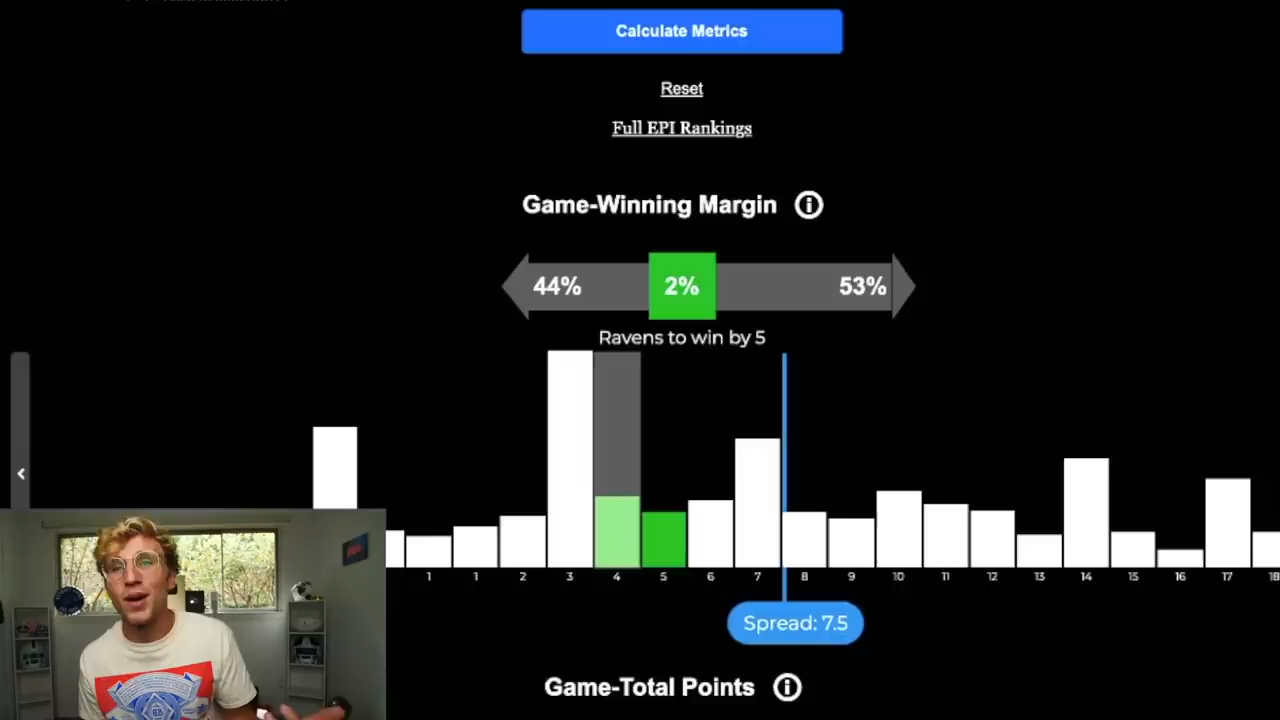 Calculate Metrics
Reset
Full EPI Rankings
Game-Winning Margin
44% 2% 53%
Ravens to win by 5
1 1 2 3 4 5 6 7 8 9 10 11 12 13 14 15 16 17 18
Spread: 7.5
Game-Total Points